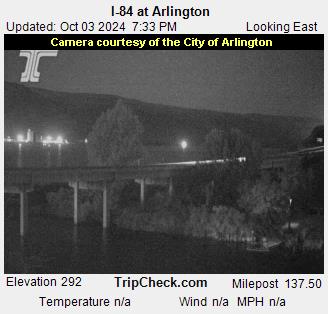 I-84 at Arlington
Updated: Oct 03 2024 7:33 PM Looking East
Camera courtesy of the City of Arlington
Elevation 292 TripCheck.com Milepost 137.50
Temperature n/a Wind n/a MPH n/a